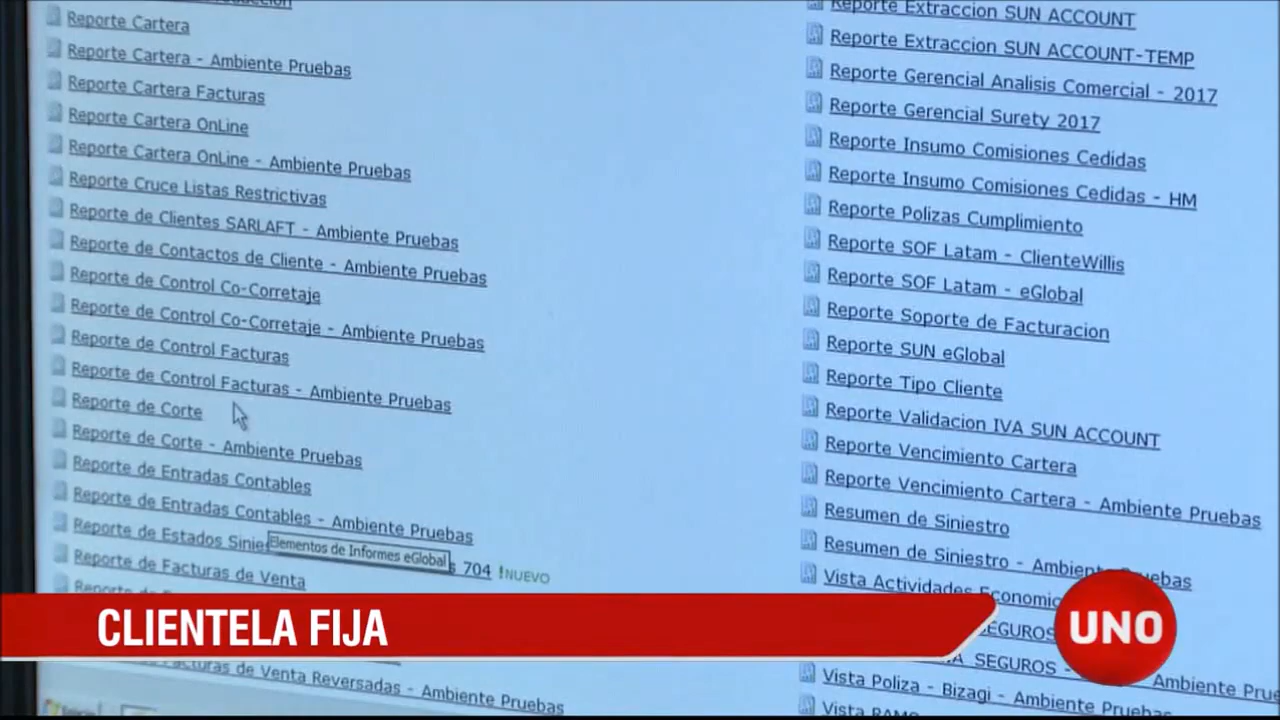 Reporte Cartera
Reporte Cartera - Ambiente Pruebas
Reporte Cartera Facturas
Reporte Cartera OnLine
Reporte Cartera OnLine - Ambiente Pruebas
Reporte Cruce Listas Restrictivas
Reporte de Clientes SARLAFT - Ambiente Pruebas
Reporte de Contactos de Cliente - Ambiente Pruebas
Reporte de Control Co-Corretaje
Reporte de Control Co-Corretaje - Ambiente Pruebas
Reporte de Control Facturas
Reporte de Control Facturas - Ambiente Pruebas
Reporte de Corte
Reporte de Corte - Ambiente Pruebas
Reporte de Entradas Contables
Reporte de Entradas Contables - Ambiente Pruebas
Reporte de Estados Sinie s 704 !NUEVO
Elementos de Informes eGlobal
Reporte de Facturas de Venta
Facturas de Venta Reversadas - Ambiente Pruebas
Reporte Extraccion SUN ACCOUNT
Reporte Extraccion SUN ACCOUNT-TEMP
Reporte Gerencial Analisis Comercial - 2017
Reporte Gerencial Surety 2017
Reporte Insumo Comisiones Cedidas
Reporte Insumo Comisiones Cedidas - HM
Reporte Polizas Cumplimiento
Reporte SOF Latam - ClienteWillis
Reporte SOF Latam - eGlobal
Reporte Soporte de Facturacion
Reporte SUN eGlobal
Reporte Tipo Cliente
Reporte Validacion IVA SUN ACCOUNT
Reporte Vencimiento Cartera
Reporte Vencimiento Cartera - Ambiente Pruebas
Resumen de Siniestro
Resumen de Siniestro - Ambiente Pruebas
Vista Actividades Economic
SEGUROS
A SEGUROS - Ambiente Prue
Vista Poliza - Bizagi - Ambiente Pruebas
Vista RAMO
CLIENTELA FIJA
UNO